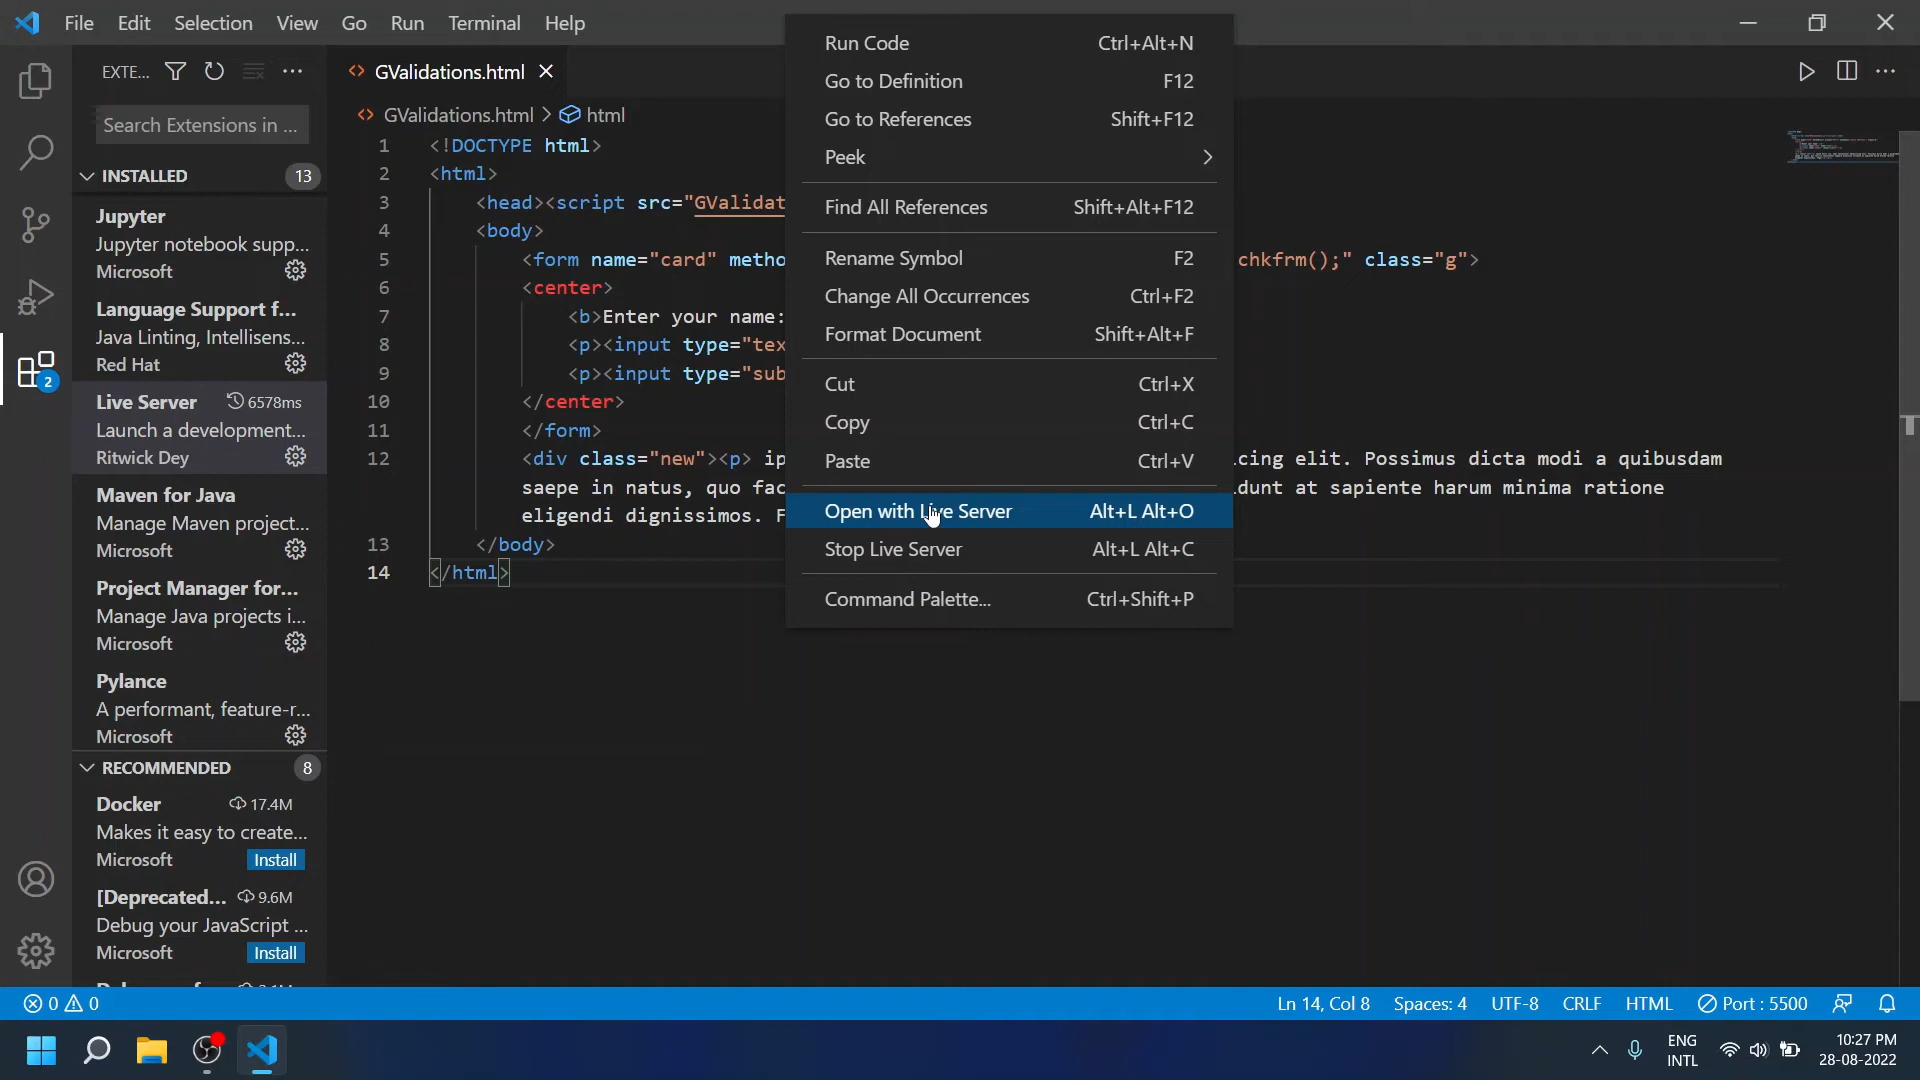 File Edit Selection View Go Run Terminal Help
EXTE...
GValidations.html
Search Extensions in ...
GValidations.html > html
INSTALLED 13
Jupyter
Jupyter notebook supp...
Microsoft
Language Support f...
Java Linting, Intellisens...
Red Hat
Live Server 6578ms
Launch a development...
Ritwick Dey
Maven for Java
Manage Maven project...
Microsoft
Project Manager for...
Manage Java projects i...
Microsoft
Pylance
A performant, feature-r...
Microsoft
RECOMMENDED 8
Docker 17.4M
Makes it easy to create...
Microsoft Install
[Deprecated... 9.6M
Debug your JavaScript ...
Microsoft Install
2
1 <!DOCTYPE html>
2 <html>
3 <head><script src="GValidat
4 <body>
5 <form name="card" metho chkfrm();" class="g">
6 <center>
7 <b>Enter your name:
8 <p><input type="tex
9 <p><input type="sub
10 </center>
11 </form>
12 <div class="new"><p> ip cing elit. Possimus dicta modi a quibusdam
saepe in natus, quo fac dunt at sapiente harum minima ratione
eligendi dignissimos. F
13 </body>
14 </html>
Run Code Ctrl+Alt+N
Go to Definition F12
Go to References Shift+F12
Peek
Find All References Shift+Alt+F12
Rename Symbol F2
Change All Occurrences Ctrl+F2
Format Document Shift+Alt+F
Cut Ctrl+X
Copy Ctrl+C
Paste Ctrl+V
Open with Live Server Alt+L Alt+O
Stop Live Server Alt+L Alt+C
Command Palette... Ctrl+Shift+P
0 0 Ln 14, Col 8 Spaces: 4 UTF-8 CRLF HTML Port : 5500
ENG
INTL
10:27 PM
28-08-2022